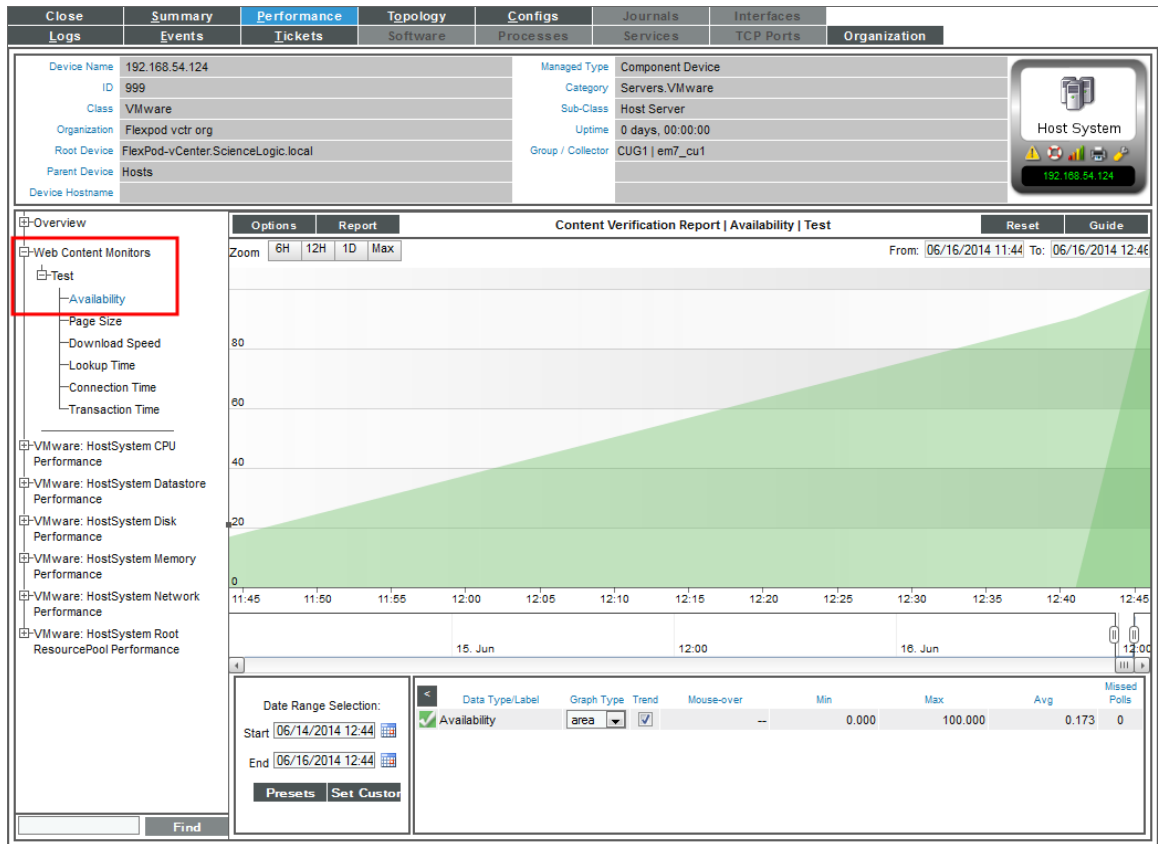 Close Summary Performance Topology Configs Journals Interfaces
Logs Events Tickets Software Processes Services TCP Ports Organization
Device Name 192.168.54.124 Managed Type Component Device
ID 999 Category Servers.VMware
Class VMware Sub-Class Host Server
Organization Flexpod vctr org Uptime 0 days, 00:00:00
Root Device FlexPod-vCenter.ScienceLogic.local Group / Collector CUG1 | em7_cu1
Parent Device Hosts
Device Hostname
Host System
192.168.54.124
Overview
Web Content Monitors
Test
Availability
Page Size
Download Speed
Lookup Time
Connection Time
Transaction Time
VMware: HostSystem CPU
Performance
VMware: HostSystem Datastore
Performance
VMware: HostSystem Disk
Performance
VMware: HostSystem Memory
Performance
VMware: HostSystem Network
Performance
VMware: HostSystem Root
ResourcePool Performance
Find
Options Report Content Verification Report | Availability | Test Reset Guide
Zoom 6H 12H 1D Max From: 06/16/2014 11:44 To: 06/16/2014 12:46
80
60
40
20
0
11:45 11:50 11:55 12:00 12:05 12:10 12:15 12:20 12:25 12:30 12:35 12:40 12:45
15. Jun 12:00 16. Jun 12:00
Date Range Selection:
Start 06/14/2014 12:44
End 06/16/2014 12:44
Presets Set Custor
< Data Type/Label Graph Type Trend Mouse-over Min Max Avg Missed Polls
Availability area -- 0.000 100.000 0.173 0